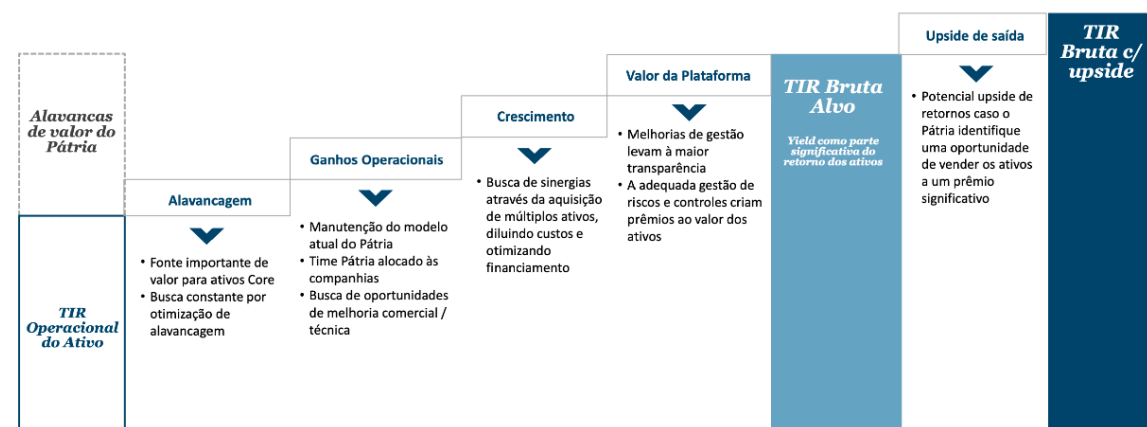 Alavancas
de valor do
Pátria
TIR
Operacional
do Ativo
Alavancagem
• Fonte importante de
valor para ativos Core
• Busca constante por
otimização de
alavancagem
Ganhos Operacionais
• Manutenção do modelo
atual do Pátria
• Time Pátria alocado às
companhias
• Busca de oportunidades
de melhoria comercial /
técnica
Crescimento
• Busca de sinergias
através da aquisição
de múltiplos ativos,
diluindo custos e
otimizando
financiamento
Valor da Plataforma
• Melhorias de gestão
levam à maior
transparência
• A adequada gestão de
riscos e controles criam
prêmios ao valor dos
ativos
TIR Bruta
Alvo
Yield como parte
significativa do
retorno dos ativos
Upside de saída
• Potencial upside de
retornos caso o
Pátria identifique
uma oportunidade
de vender os ativos
a um prêmio
significativo
TIR
Bruta c/
upside